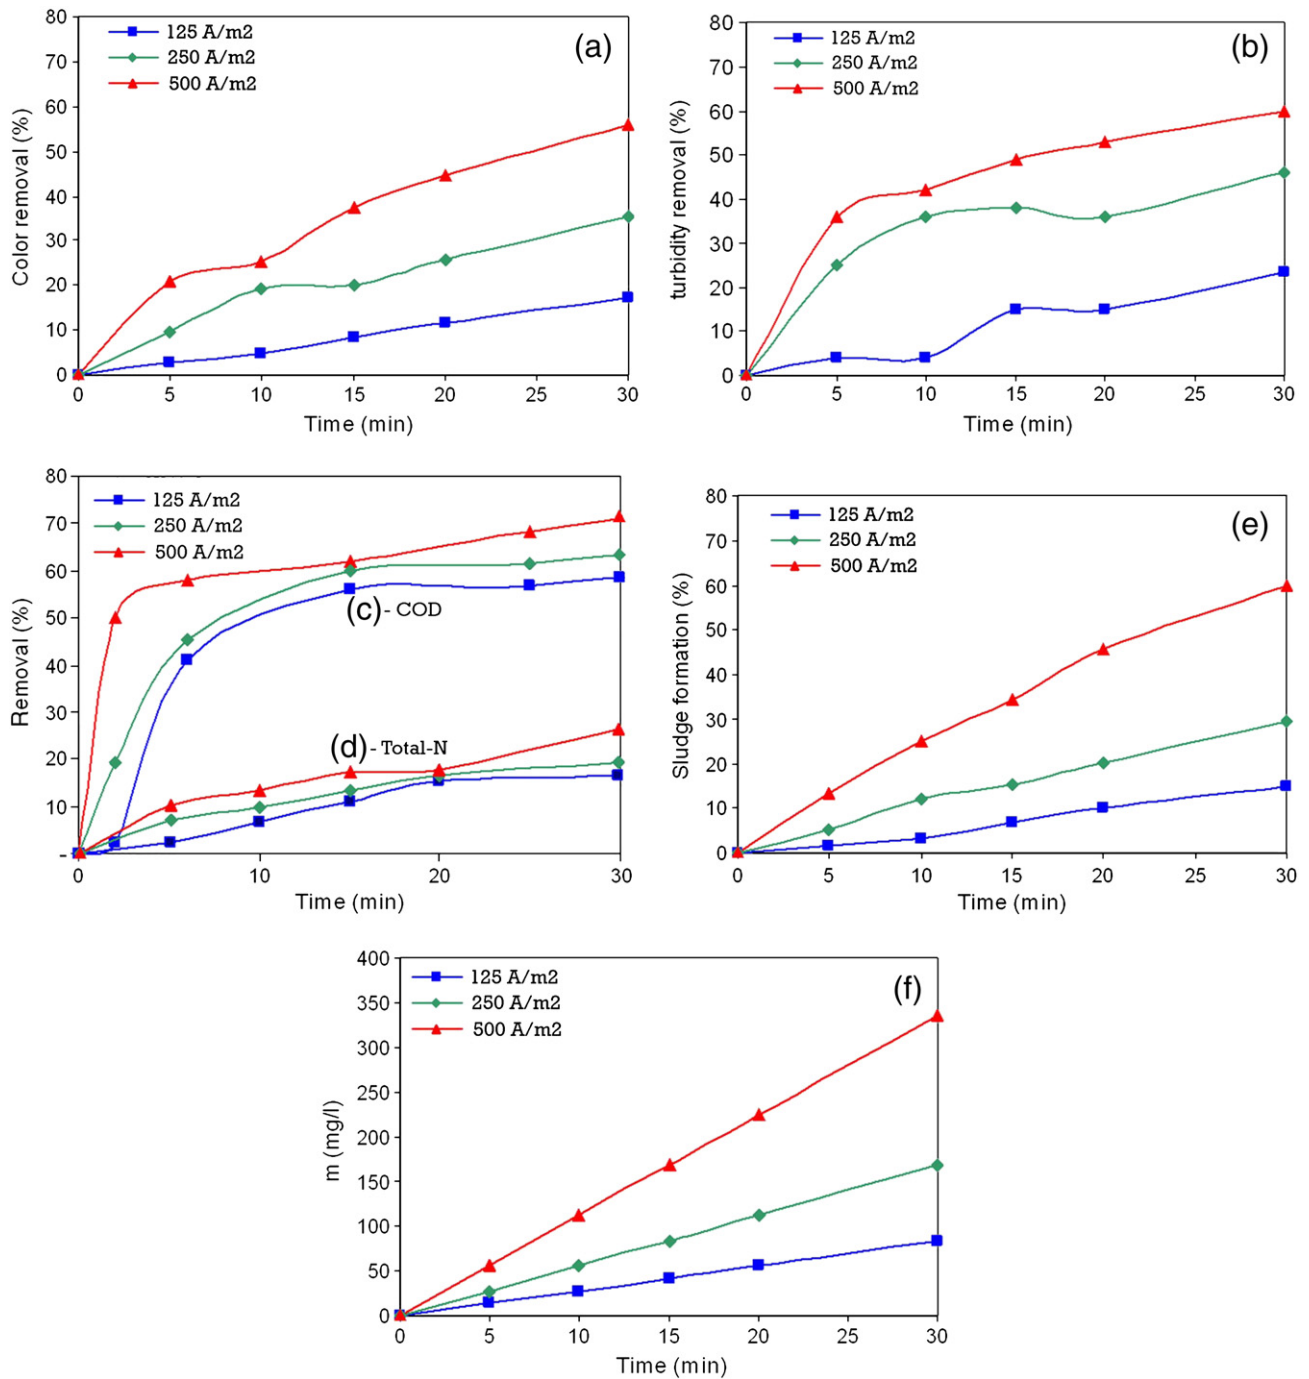 80
70
60
50
40
30
20
10
0
125 A/m2
250 A/m2
500 A/m2
(a)
Color removal (%)
0 5 10 15 20 25 30
Time (min)
80
70
60
50
40
30
20
10
0
125 A/m2
250 A/m2
500 A/m2
(b)
turbidity removal (%)
0 5 10 15 20 25 30
Time (min)
80
70
60
50
40
30
20
10
-
125 A/m2
250 A/m2
500 A/m2
(c)- COD
(d)- Total-N
Removal (%)
0 10 20 30
Time (min)
80
70
60
50
40
30
20
10
0
125 A/m2
250 A/m2
500 A/m2
(e)
Sludge formation (%)
0 5 10 15 20 25 30
Time (min)
400
350
300
250
200
150
100
50
0
125 A/m2
250 A/m2
500 A/m2
(f)
m (mg/l)
0 5 10 15 20 25 30
Time (min)